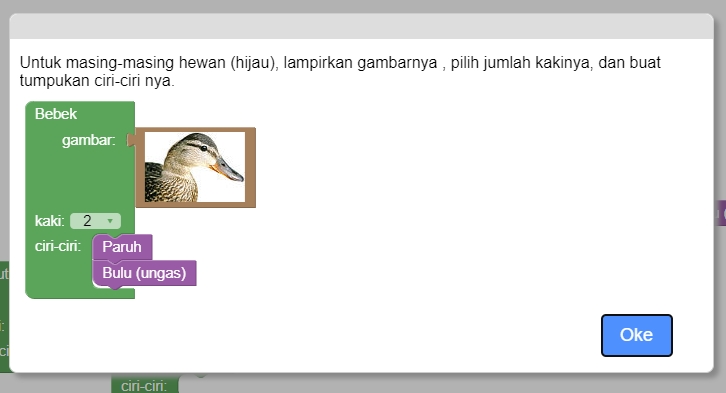 Untuk masing-masing hewan (hijau), lampirkan gambarnya , pilih jumlah kakinya, dan buat
tumpukan ciri-ciri nya.
Bebek
gambar:
kaki: 2
ciri-ciri: Paruh
Bulu (ungas)
Oke
ciri-ciri: